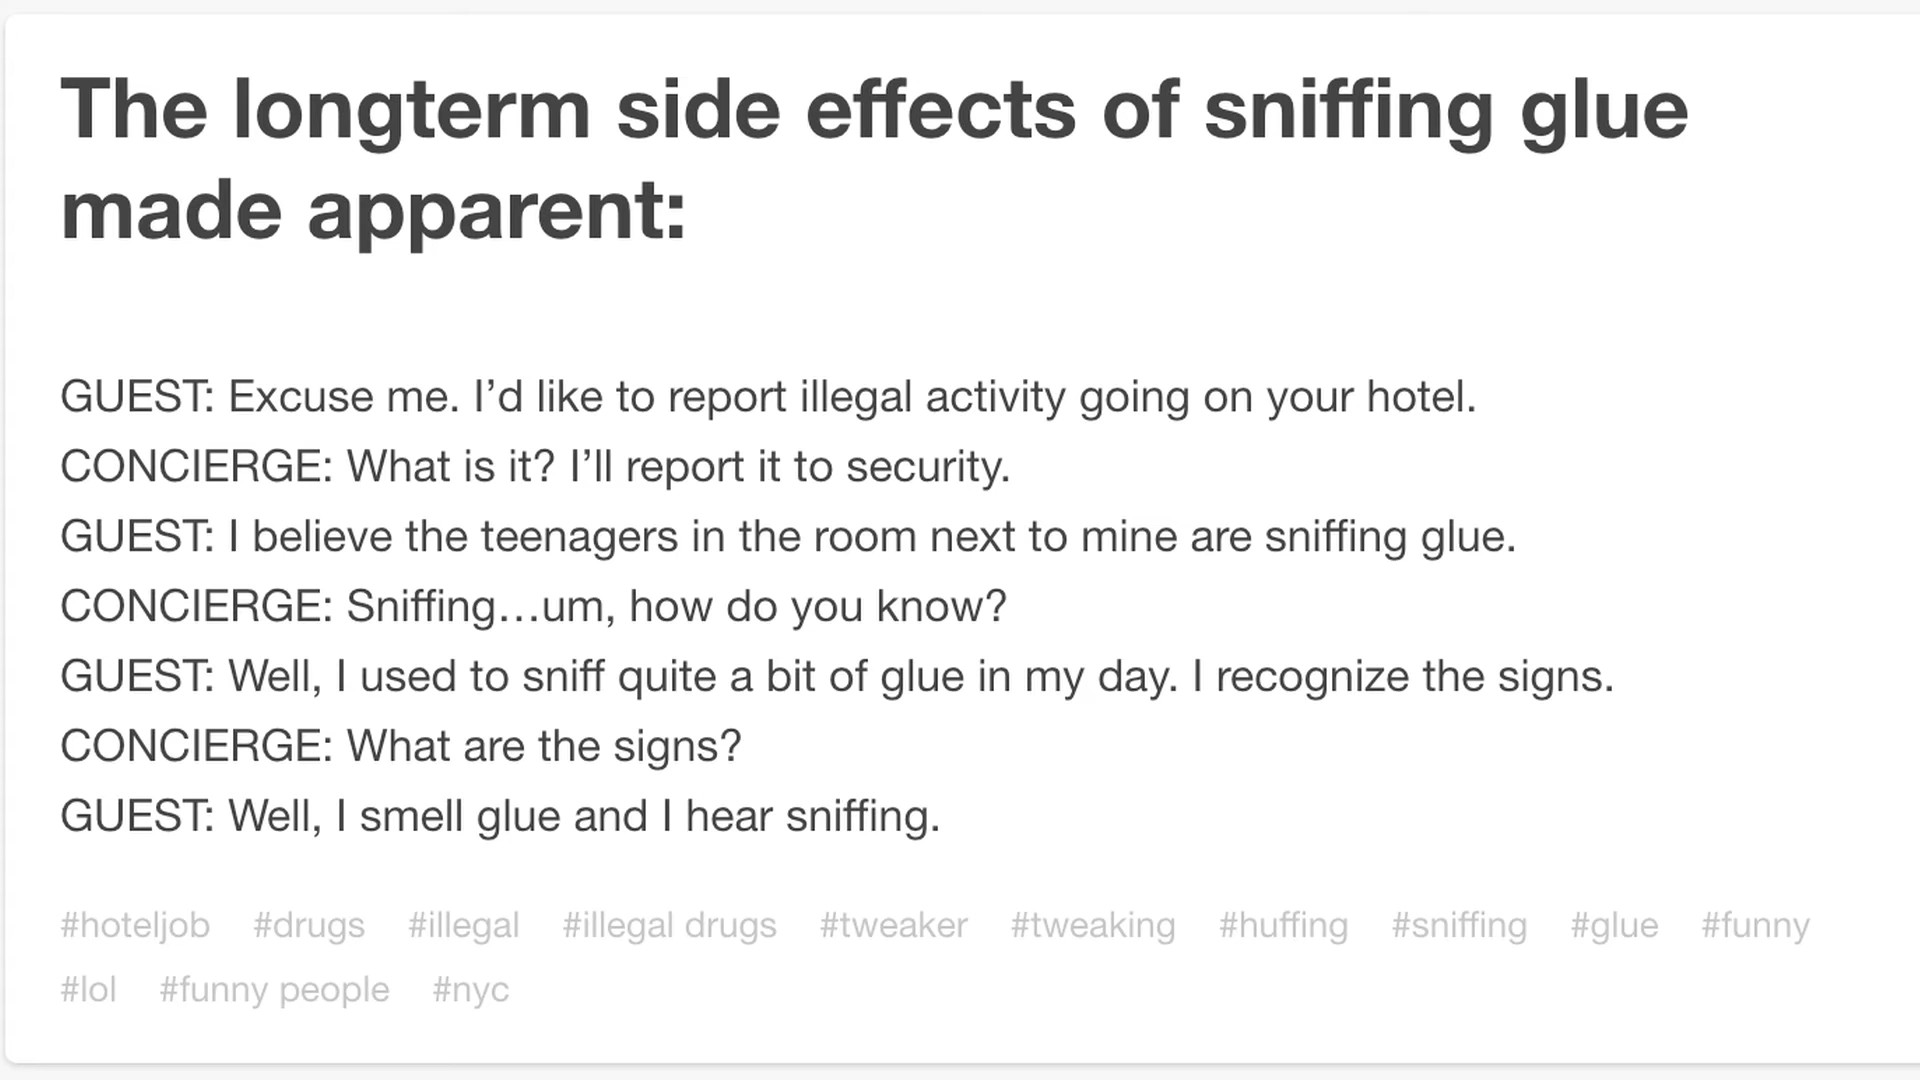 The longterm side effects of sniffing glue
made apparent:
GUEST: Excuse me. I’d like to report illegal activity going on your hotel.
CONCIERGE: What is it? I’ll report it to security.
GUEST: I believe the teenagers in the room next to mine are sniffing glue.
CONCIERGE: Sniffing…um, how do you know?
GUEST: Well, I used to sniff quite a bit of glue in my day. I recognize the signs.
CONCIERGE: What are the signs?
GUEST: Well, I smell glue and I hear sniffing.
#hoteljob #drugs #illegal #illegal drugs #tweaker #tweaking #huffing #sniffing #glue #funny
#lol #funny people #nyc